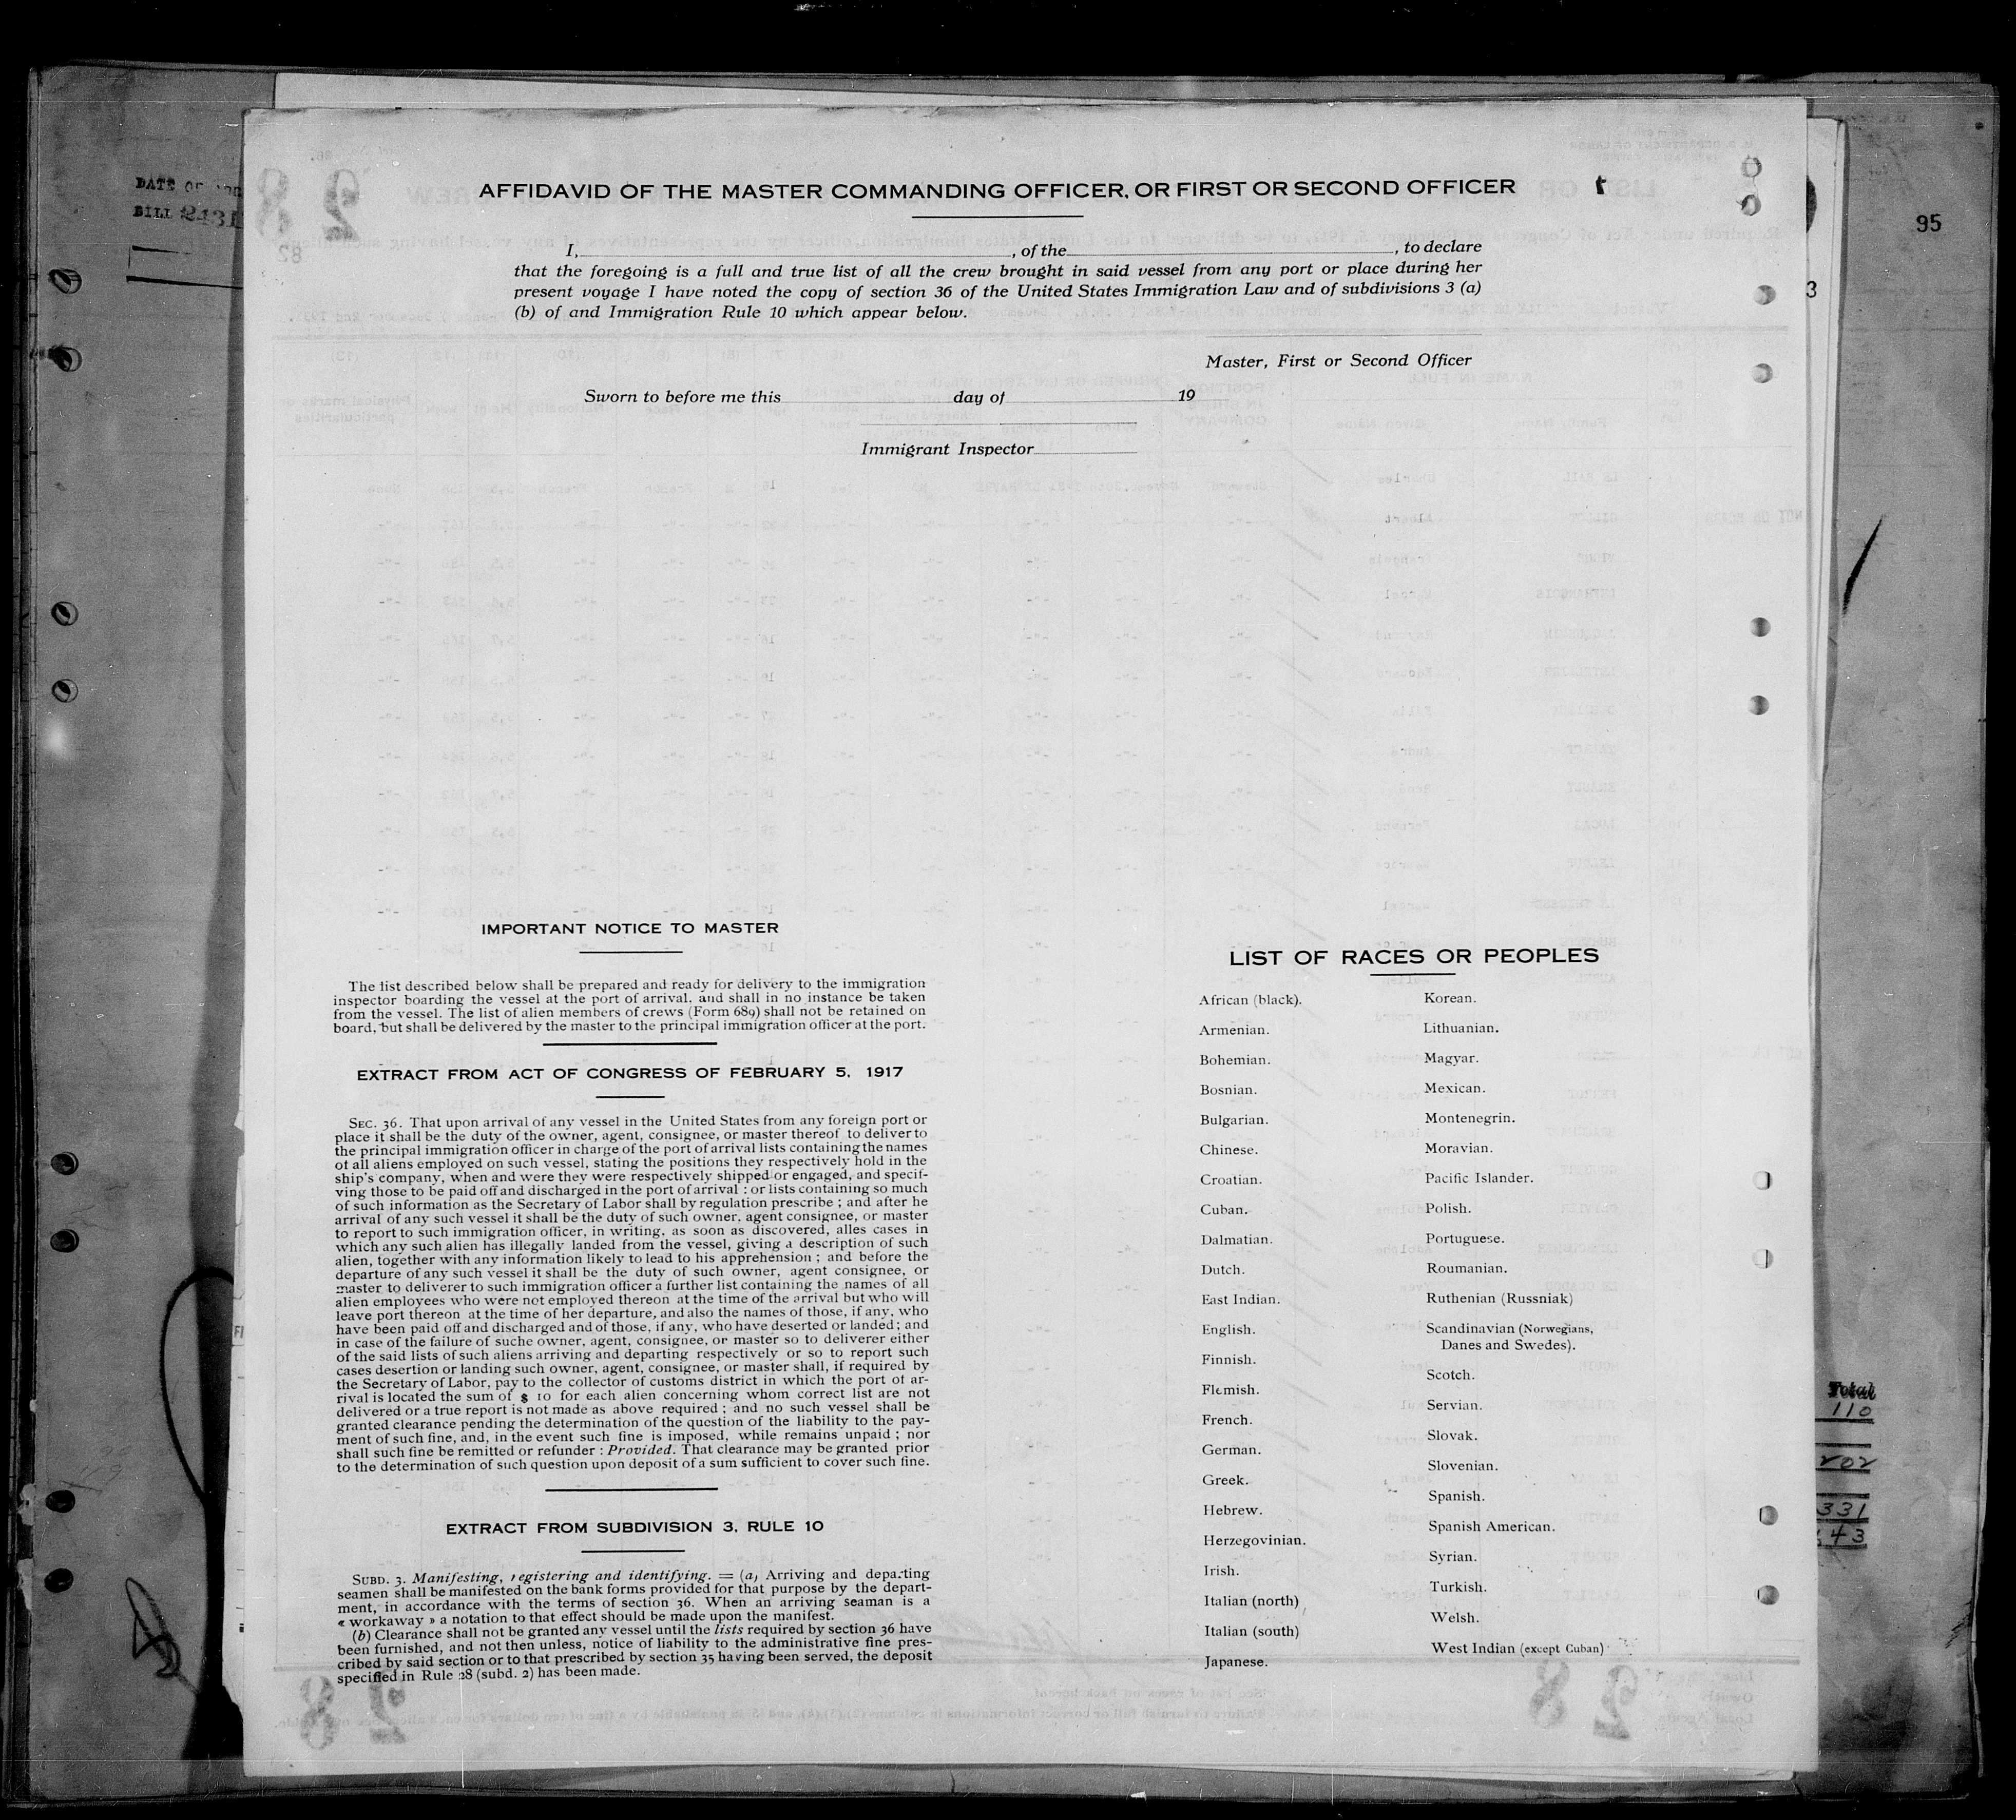 DATE OF
BILL 2431
95
3
AFFIDAVID OF THE MASTER COMMANDING OFFICER, OR FIRST OR SECOND OFFICER
I, , of the , to declare
that the foregoing is a full and true list of all the crew brought in said vessel from any port or place during her
present voyage I have noted the copy of section 36 of the United States Immigration Law and of subdivisions 3 (a)
(b) of and Immigration Rule 10 which appear below.
Master, First or Second Officer
Sworn to before me this day of 19
Immigrant Inspector
IMPORTANT NOTICE TO MASTER
The list described below shall be prepared and ready for delivery to the immigration
inspector boarding the vessel at the port of arrival, and shall in no instance be taken
from the vessel. The list of alien members of crews (Form 689) shall not be retained on
board, but shall be delivered by the master to the principal immigration officer at the port.
EXTRACT FROM ACT OF CONGRESS OF FEBRUARY 5, 1917
SEC. 36. That upon arrival of any vessel in the United States from any foreign port or
place it shall be the duty of the owner, agent, consignee, or master thereof to deliver to
the principal immigration officer in charge of the port of arrival lists containing the names
of all aliens employed on such vessel, stating the positions they respectively hold in the
ship's company, when and were they were respectively shipped or engaged, and specif-
ving those to be paid off and discharged in the port of arrival : or lists containing so much
of such information as the Secretary of Labor shall by regulation prescribe ; and after he
arrival of any such vessel it shall be the duty of such owner, agent consignee, or master
to report to such immigration officer, in writing, as soon as discovered, alles cases in
which any such alien has illegally landed from the vessel, giving a description of such
alien, together with any information likely to lead to his apprehension ; and before the
departure of any such vessel it shall be the duty of such owner, agent consignee, or
master to deliverer to such immigration officer a further list containing the names of all
alien employees who were not employed thereon at the time of the arrival but who will
leave port thereon at the time of her departure, and also the names of those, if any, who
have been paid off and discharged and of those, if any, who have deserted or landed; and
in case of the failure of suche owner, agent, consignee, or master so to deliverer either
of the said lists of such aliens arriving and departing respectively or so to report such
cases desertion or landing such owner, agent, consignee, or master shall, if required by
the Secretary of Labor, pay to the collector of customs district in which the port of ar-
rival is located the sum of $ 10 for each alien concerning whom correct list are not
delivered or a true report is not made as above required ; and no such vessel shall be
granted clearance pending the determination of the question of the liability to the pay-
ment of such fine, and, in the event such fine is imposed, while remains unpaid ; nor
shall such fine be remitted or refunder : Provided. That clearance may be granted prior
to the determination of such question upon deposit of a sum sufficient to cover such fine.
EXTRACT FROM SUBDIVISION 3, RULE 10
SUBD. 3. Manifesting, registering and identifying. = (a) Arriving and departing
seamen shall be manifested on the bank forms provided for that purpose by the depart-
ment, in accordance with the terms of section 36. When an arriving seaman is a
« workaway » a notation to that effect should be made upon the manifest.
(b) Clearance shall not be granted any vessel until the lists required by section 36 have
been furnished, and not then unless, notice of liability to the administrative fine pres-
cribed by said section or to that prescribed by section 35 having been served, the deposit
specified in Rule 28 (subd. 2) has been made.
LIST OF RACES OR PEOPLES
African (black).
Armenian.
Bohemian.
Bosnian.
Bulgarian.
Chinese.
Croatian.
Cuban.
Dalmatian.
Dutch.
East Indian.
English.
Finnish.
Flemish.
French.
German.
Greek.
Hebrew.
Herzegovinian.
Irish.
Italian (north)
Italian (south)
Japanese.
Korean.
Lithuanian.
Magyar.
Mexican.
Montenegrin.
Moravian.
Pacific Islander.
Polish.
Portuguese.
Roumanian.
Ruthenian (Russniak)
Scandinavian (Norwegians,
Danes and Swedes).
Scotch.
Servian.
Slovak.
Slovenian.
Spanish.
Spanish American.
Syrian.
Turkish.
Welsh.
West Indian (except Cuban)
Total
110
202
331
643